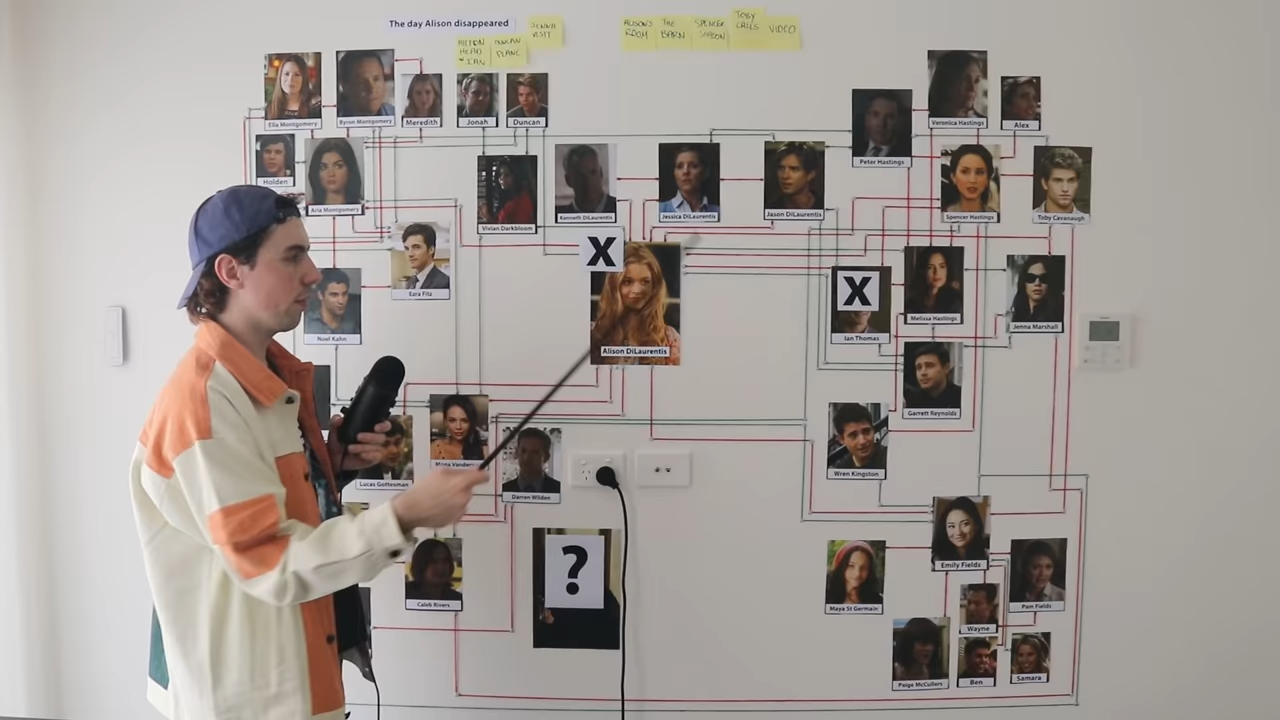 The day Alison disappeared
JENNA
VISIT
HILTON
HEAD
IAN
DUNCAN
PLANE
ALISON'S
ROOM
THE
BARN
SPENCER
TOBY
CALLS
VIDEO
Ella Montgomery
Byron Montgomery
Meredith
Jonah
Duncan
Peter Hastings
Veronica Hastings
Alex
Holden
Aria Montgomery
Vivian Darkbloom
Kenneth DiLaurentis
Jessica DiLaurentis
Jason DiLaurentis
Spencer Hastings
Toby Cavanaugh
Ezra Fitz
X
Alison DiLaurentis
Noel Kahn
X
Ian Thomas
Melissa Hastings
Jenna Marshall
Garrett Reynolds
Lucas Gottesman
Mona Vander
Darren Wilden
Wren Kingston
Caleb Rivers
?
Emily Fields
Maya St Germain
Pam Fields
Wayne
Paige McCullers
Ben
Samara